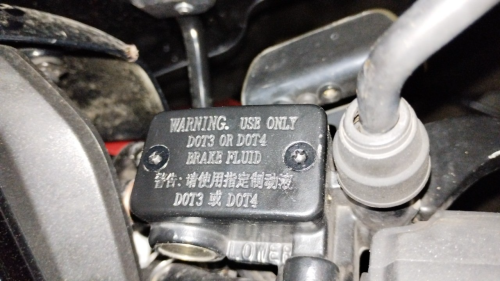 WARNING. USE ONLY
DOT3 OR DOT4
BRAKE FLUID
警告: 请使用指定制动液
DOT3 或 DOT4